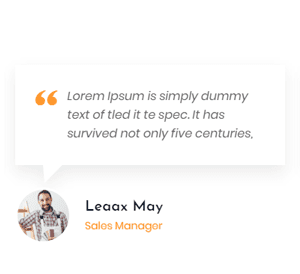 Lorem Ipsum is simply dummy
text of tled it te spec. It has
survived not only five centuries,
Leaax May
Sales Manager